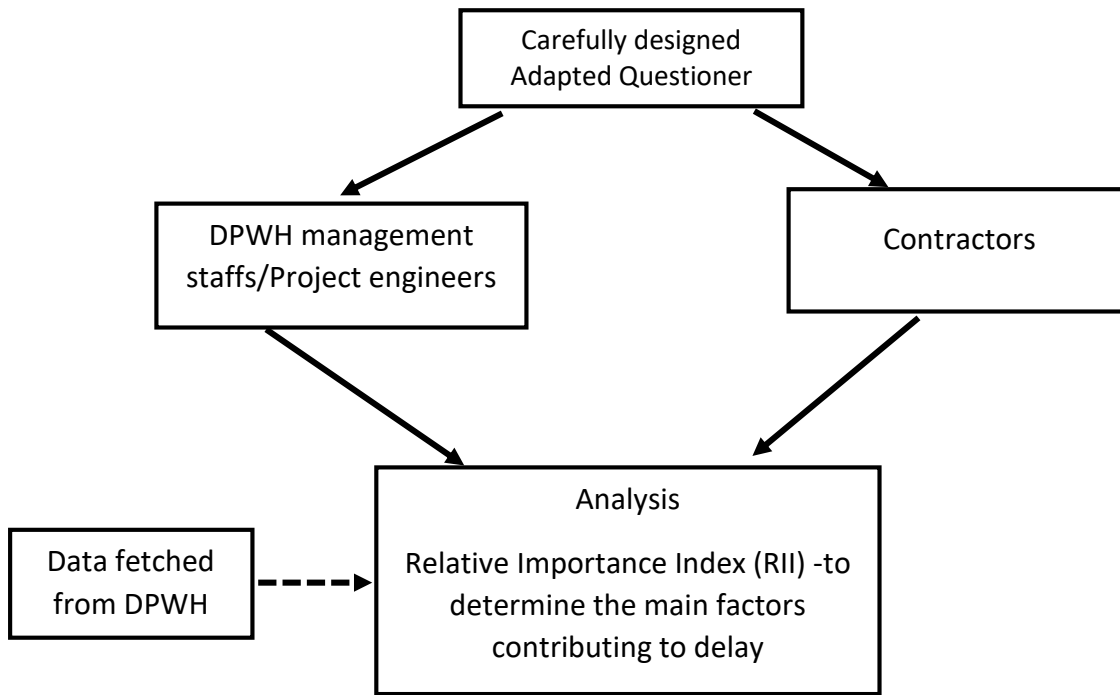 Carefully designed
Adapted Questioner
DPWH management
staffs/Project engineers
Contractors
Analysis
Relative Importance Index (RII) -to
determine the main factors
contributing to delay
Data fetched
from DPWH